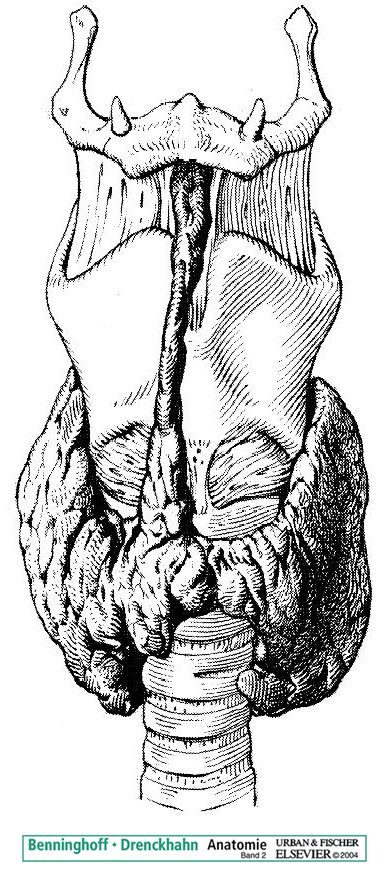 Benninghoff · Drenckhahn Anatomie URBAN & FISCHER
Band 2 ELSEVIER ©2004